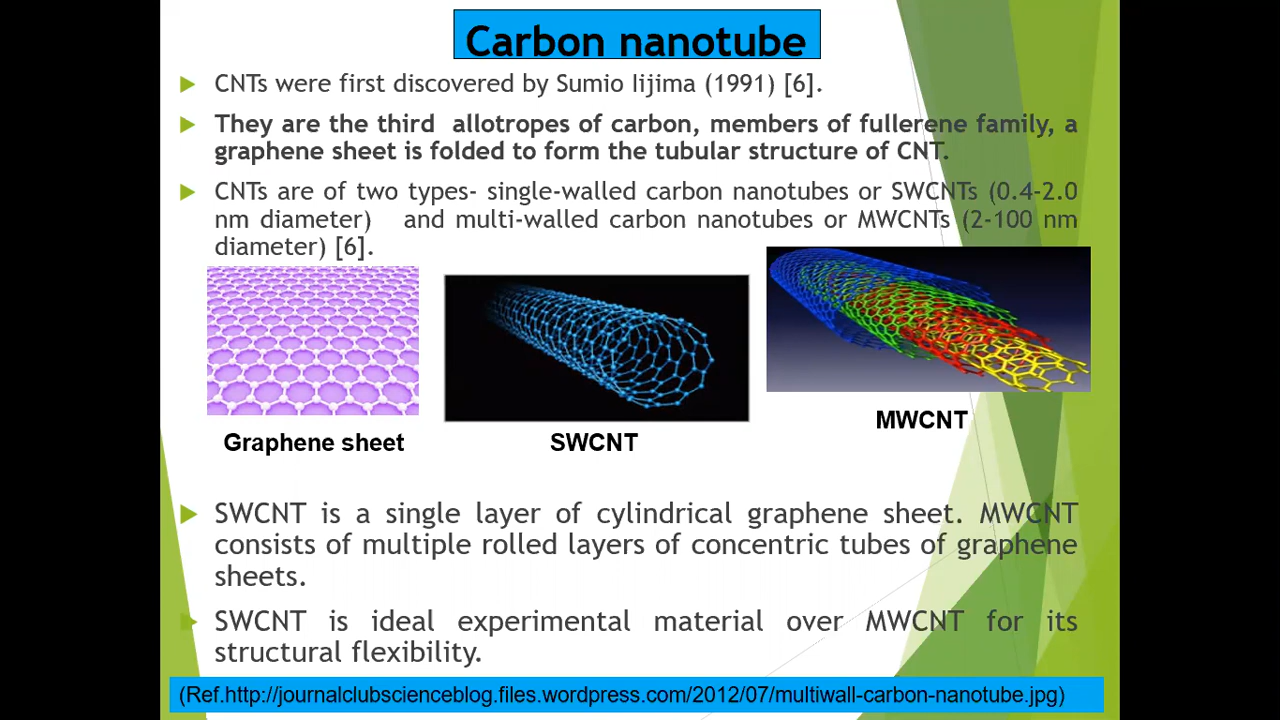 Carbon nanotube
CNTs were first discovered by Sumio Iijima (1991) [6].
They are the third allotropes of carbon, members of fullerene family, a
graphene sheet is folded to form the tubular structure of CNT.
CNTs are of two types- single-walled carbon nanotubes or SWCNTs (0.4-2.0
nm diameter) and multi-walled carbon nanotubes or MWCNTs (2-100 nm
diameter) [6].
Graphene sheet
SWCNT
MWCNT
SWCNT is a single layer of cylindrical graphene sheet. MWCNT
consists of multiple rolled layers of concentric tubes of graphene
sheets.
SWCNT is ideal experimental material over MWCNT for its
structural flexibility.
(Ref.http://journalclubscienceblog.files.wordpress.com/2012/07/multiwall-carbon-nanotube.jpg)